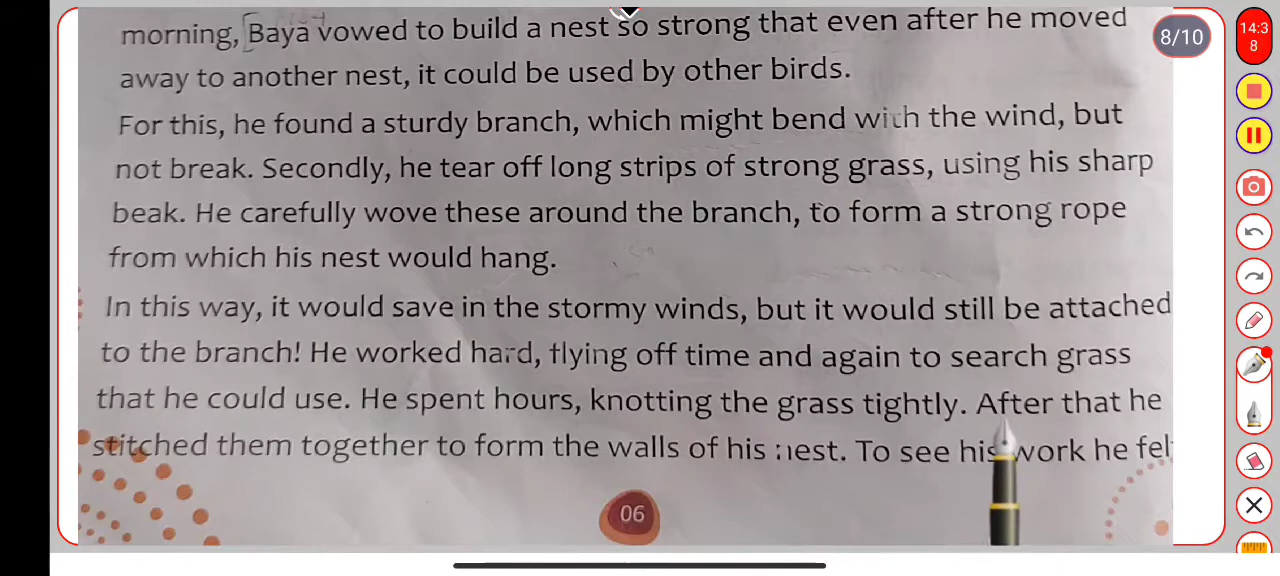 morning, Baya vowed to build a nest so strong that even after he moved
away to another nest, it could be used by other birds.
For this, he found a sturdy branch, which might bend with the wind, but
not break. Secondly, he tear off long strips of strong grass, using his sharp
beak. He carefully wove these around the branch, to form a strong rope
from which his nest would hang.
In this way, it would save in the stormy winds, but it would still be attached
to the branch! He worked hard, flying off time and again to search grass
that he could use. He spent hours, knotting the grass tightly. After that he
stitched them together to form the walls of his nest. To see his work he fel
06
8/10
14:3
8